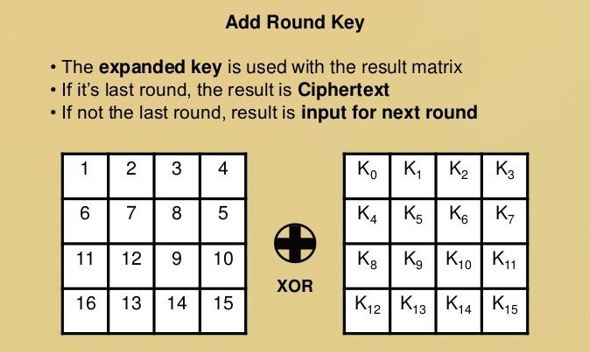 Add Round Key
• The expanded key is used with the result matrix
• If it's last round, the result is Ciphertext
• If not the last round, result is input for next round
1 2 3 4 K₀ K₁ K₂ K₃
6 7 8 5 K₄ K₅ K₆ K₇
11 12 9 10 K₈ K₉ K₁₀ K₁₁
XOR
16 13 14 15 K₁₂ K₁₃ K₁₄ K₁₅